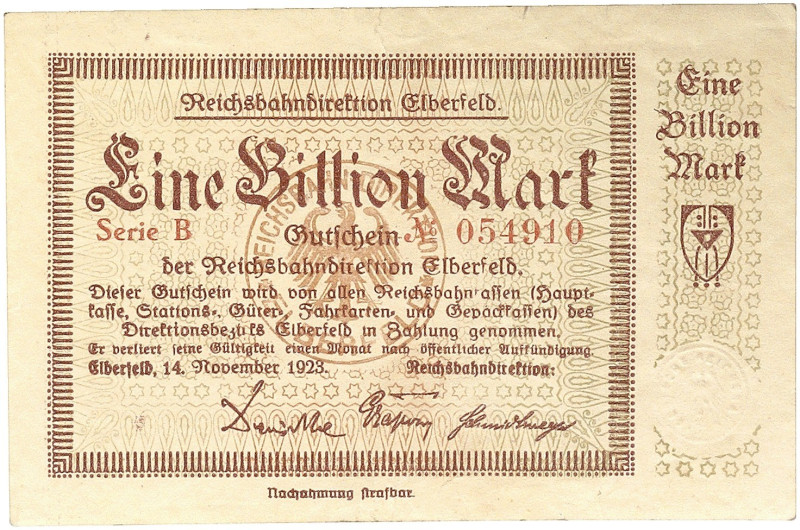 Reichsbahndirektion Elberfeld.
Eine Billion Mark
Serie B
Gutschein № 054910
der Reichsbahndirektion Elberfeld.
Dieser Gutschein wird von allen Reichsbahnkassen (Haupt-
kasse, Stations-, Güter- Fahrkarten- und Gepäckkassen) des
Direktionsbezirks Elberfeld in Zahlung genommen.
Er verliert seine Gültigkeit einen Monat nach öffentlicher Aufkündigung.
Elberfeld, 14. November 1923. Reichsbahndirektion:
Nachahmung strafbar.
Eine
Billion
Mark